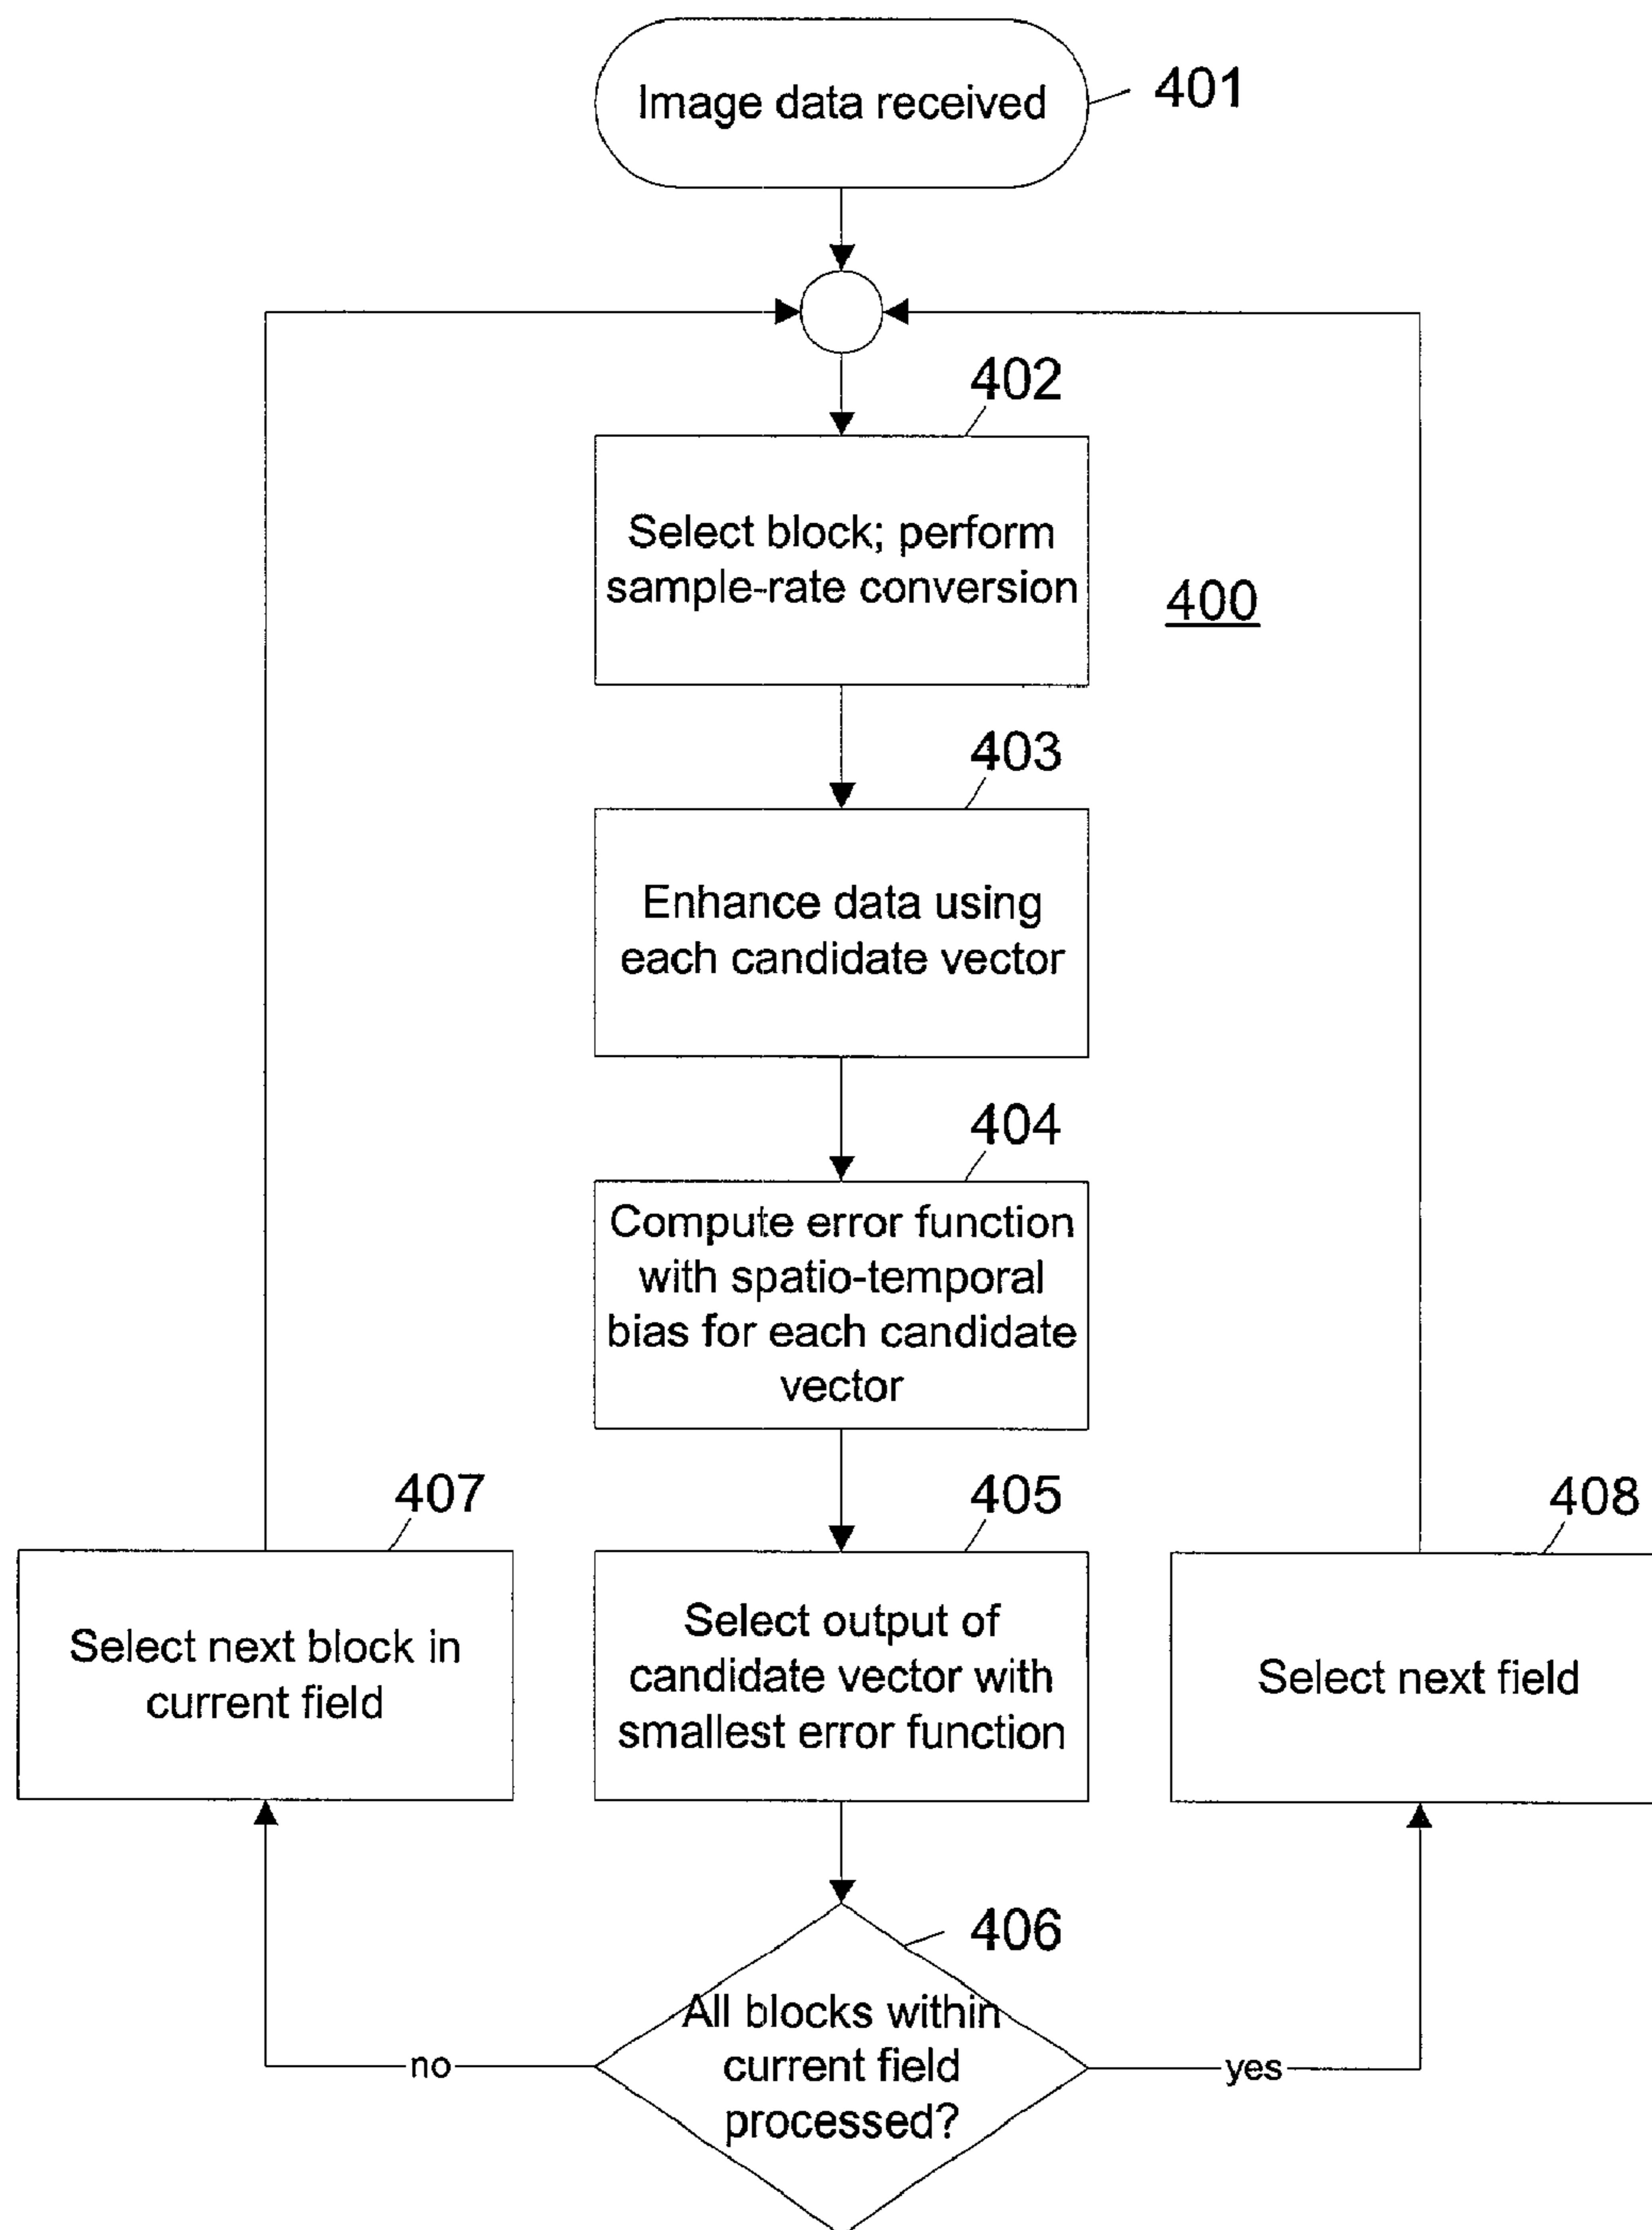 Image data received
401
402
Select block; perform
sample-rate conversion
400
403
Enhance data using
each candidate vector
404
Compute error function
with spatio-temporal
bias for each candidate
vector
407
405
408
Select next block in
current field
Select output of
candidate vector with
smallest error function
Select next field
406
All blocks within
current field
processed?
no
yes